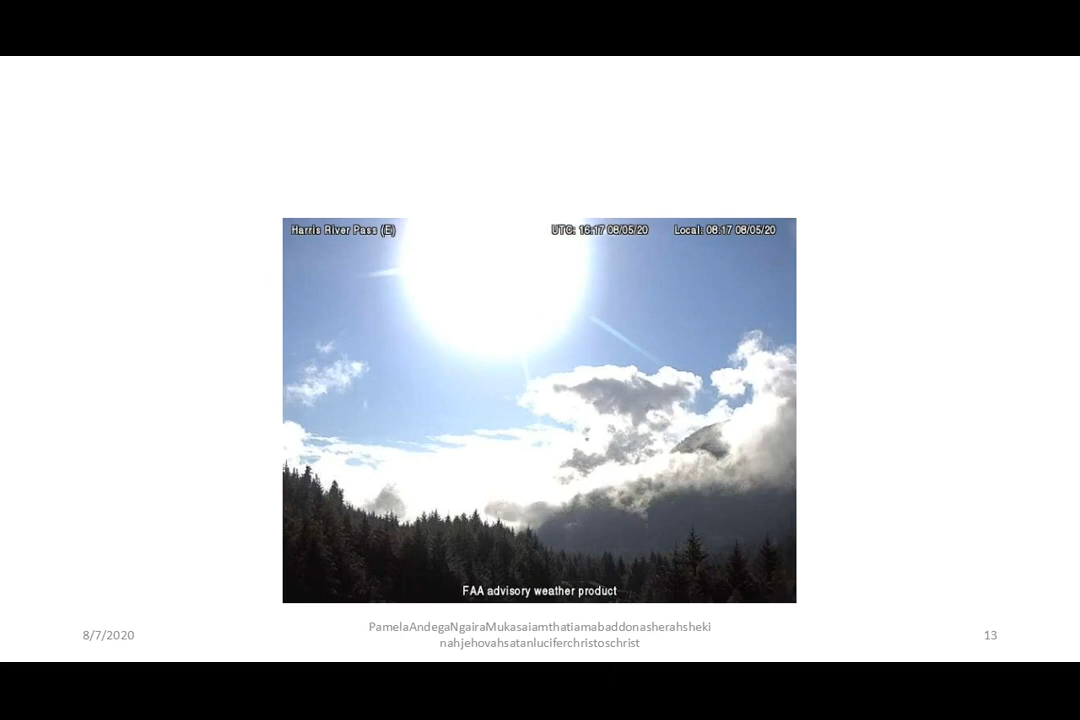 Harris River Pass (E) UTC: 16:17 08/05/20 Local: 08:17 08/05/20
FAA advisory weather product
8/7/2020
PamelaAndegaNgairaMukasaiamthatiamabaddonasherahsheki
nahjehovahsatanluciferchristoschrist
13